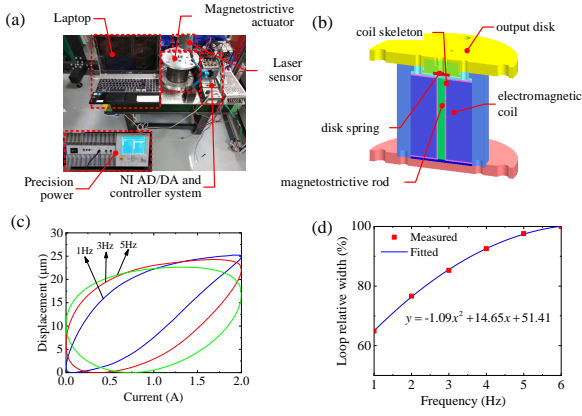 (a)
Laptop
Magnetostrictive
actuator
Laser
sensor
Precision
power
NI AD/DA and
controller system
(b)
coil skeleton
output disk
electromagnetic
coil
disk spring
magnetostrictive rod
(c)
Displacement (μm)
30
25
20
15
10
5
0
1Hz
3Hz
5Hz
0.0 0.5 1.0 1.5 2.0
Current (A)
(d)
Loop relative width (%)
100
80
60
Measured
Fitted
y = -1.09x² +14.65x+51.41
1 2 3 4 5 6
Frequency (Hz)